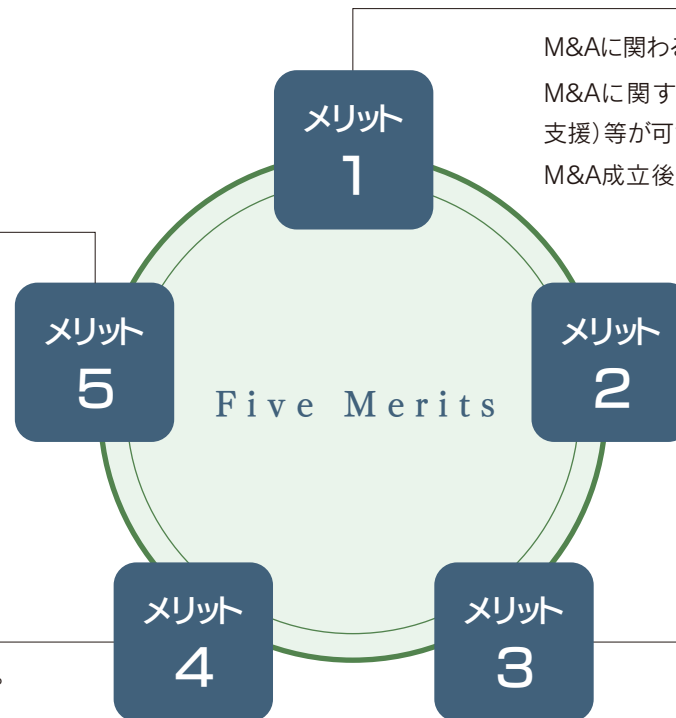 M&Aに関わ
M&Aに関す
支援)等が可
M&A成立後
メリット
1
メリット
5
メリット
2
Five Merits
メリット
4
メリット
3
。